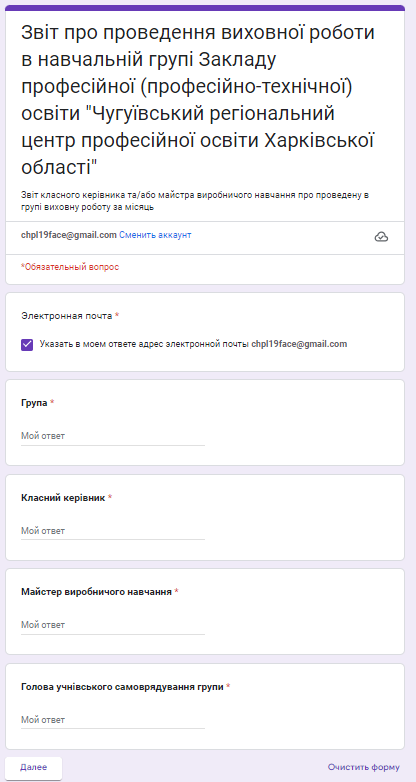 Звіт про проведення виховної роботи
в навчальній групі Закладу
професійної (професійно-технічної)
освіти "Чугуївський регіональний
центр професійної освіти Харківської
області"
Звіт класного керівника та/або майстра виробничого навчання про проведену в
групі виховну роботу за місяць
chpl19face@gmail.com Сменить аккаунт
*Обязательный вопрос
Электронная почта *
Указать в моем ответе адрес электронной почты chpl19face@gmail.com
Група *
Мой ответ
Класний керівник *
Мой ответ
Майстер виробничого навчання *
Мой ответ
Голова учнівського самоврядування групи *
Мой ответ
Далее Очистить форму